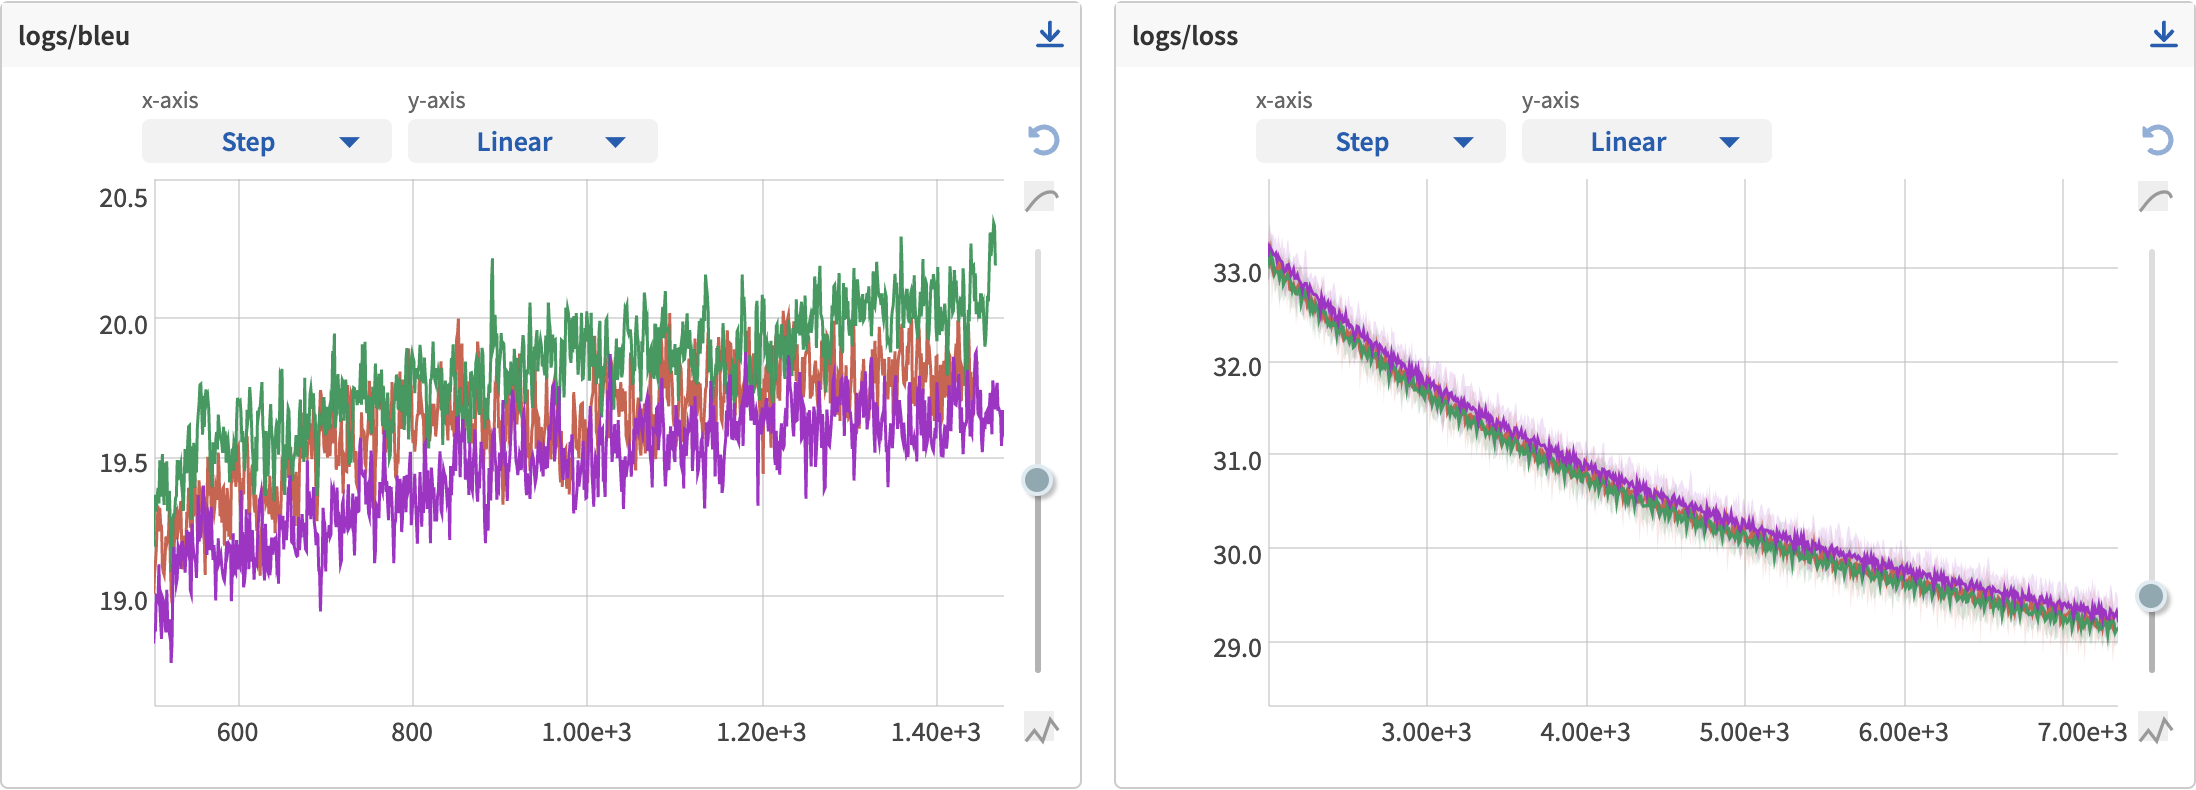 logs/bleu
x-axis y-axis
Step Linear
20.5
20.0
19.5
19.0
600 800 1.00e+3 1.20e+3 1.40e+3
logs/loss
x-axis y-axis
Step Linear
33.0
32.0
31.0
30.0
29.0
3.00e+3 4.00e+3 5.00e+3 6.00e+3 7.00e+3